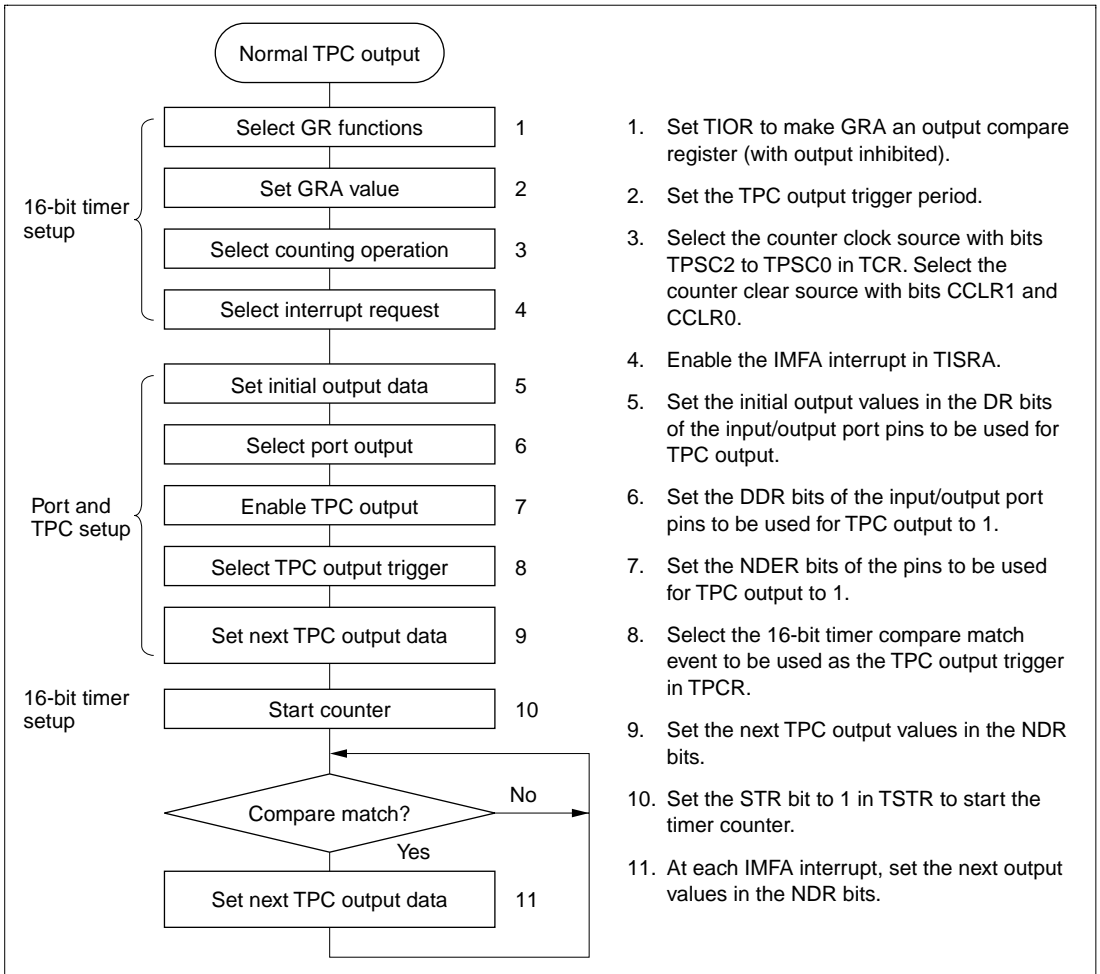 Normal TPC output
16-bit timer
setup
Select GR functions 1
Set GRA value 2
Select counting operation 3
Select interrupt request 4
Port and
TPC setup
Set initial output data 5
Select port output 6
Enable TPC output 7
Select TPC output trigger 8
Set next TPC output data 9
16-bit timer
setup
Start counter 10
Compare match?
No
Yes
Set next TPC output data 11
1. Set TIOR to make GRA an output compare
register (with output inhibited).
2. Set the TPC output trigger period.
3. Select the counter clock source with bits
TPSC2 to TPSC0 in TCR. Select the
counter clear source with bits CCLR1 and
CCLR0.
4. Enable the IMFA interrupt in TISRA.
5. Set the initial output values in the DR bits
of the input/output port pins to be used for
TPC output.
6. Set the DDR bits of the input/output port
pins to be used for TPC output to 1.
7. Set the NDER bits of the pins to be used
for TPC output to 1.
8. Select the 16-bit timer compare match
event to be used as the TPC output trigger
in TPCR.
9. Set the next TPC output values in the NDR
bits.
10. Set the STR bit to 1 in TSTR to start the
timer counter.
11. At each IMFA interrupt, set the next output
values in the NDR bits.